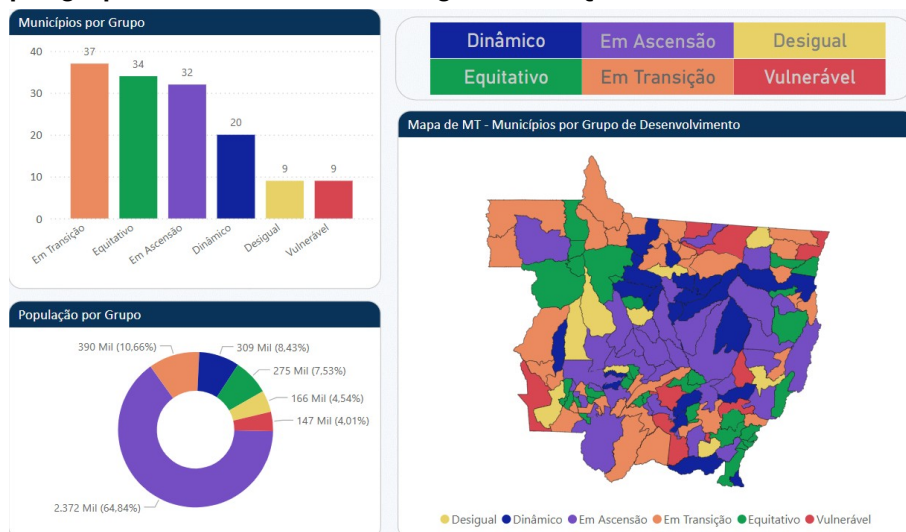 Municípios por Grupo
40
30
20
10
0
37
34
32
20
9
9
Em Transição
Equitativo
Em Ascensão
Dinâmico
Desigual
Vulnerável
Dinâmico
Em Ascensão
Desigual
Equitativo
Em Transição
Vulnerável
População por Grupo
390 Mil (10,66%)
309 Mil (8,43%)
275 Mil (7,53%)
166 Mil (4,54%)
147 Mil (4,01%)
2.372 Mil (64,84%)
Mapa de MT - Municípios por Grupo de Desenvolvimento
Desigual Dinâmico Em Ascensão Em Transição Equitativo Vulnerável